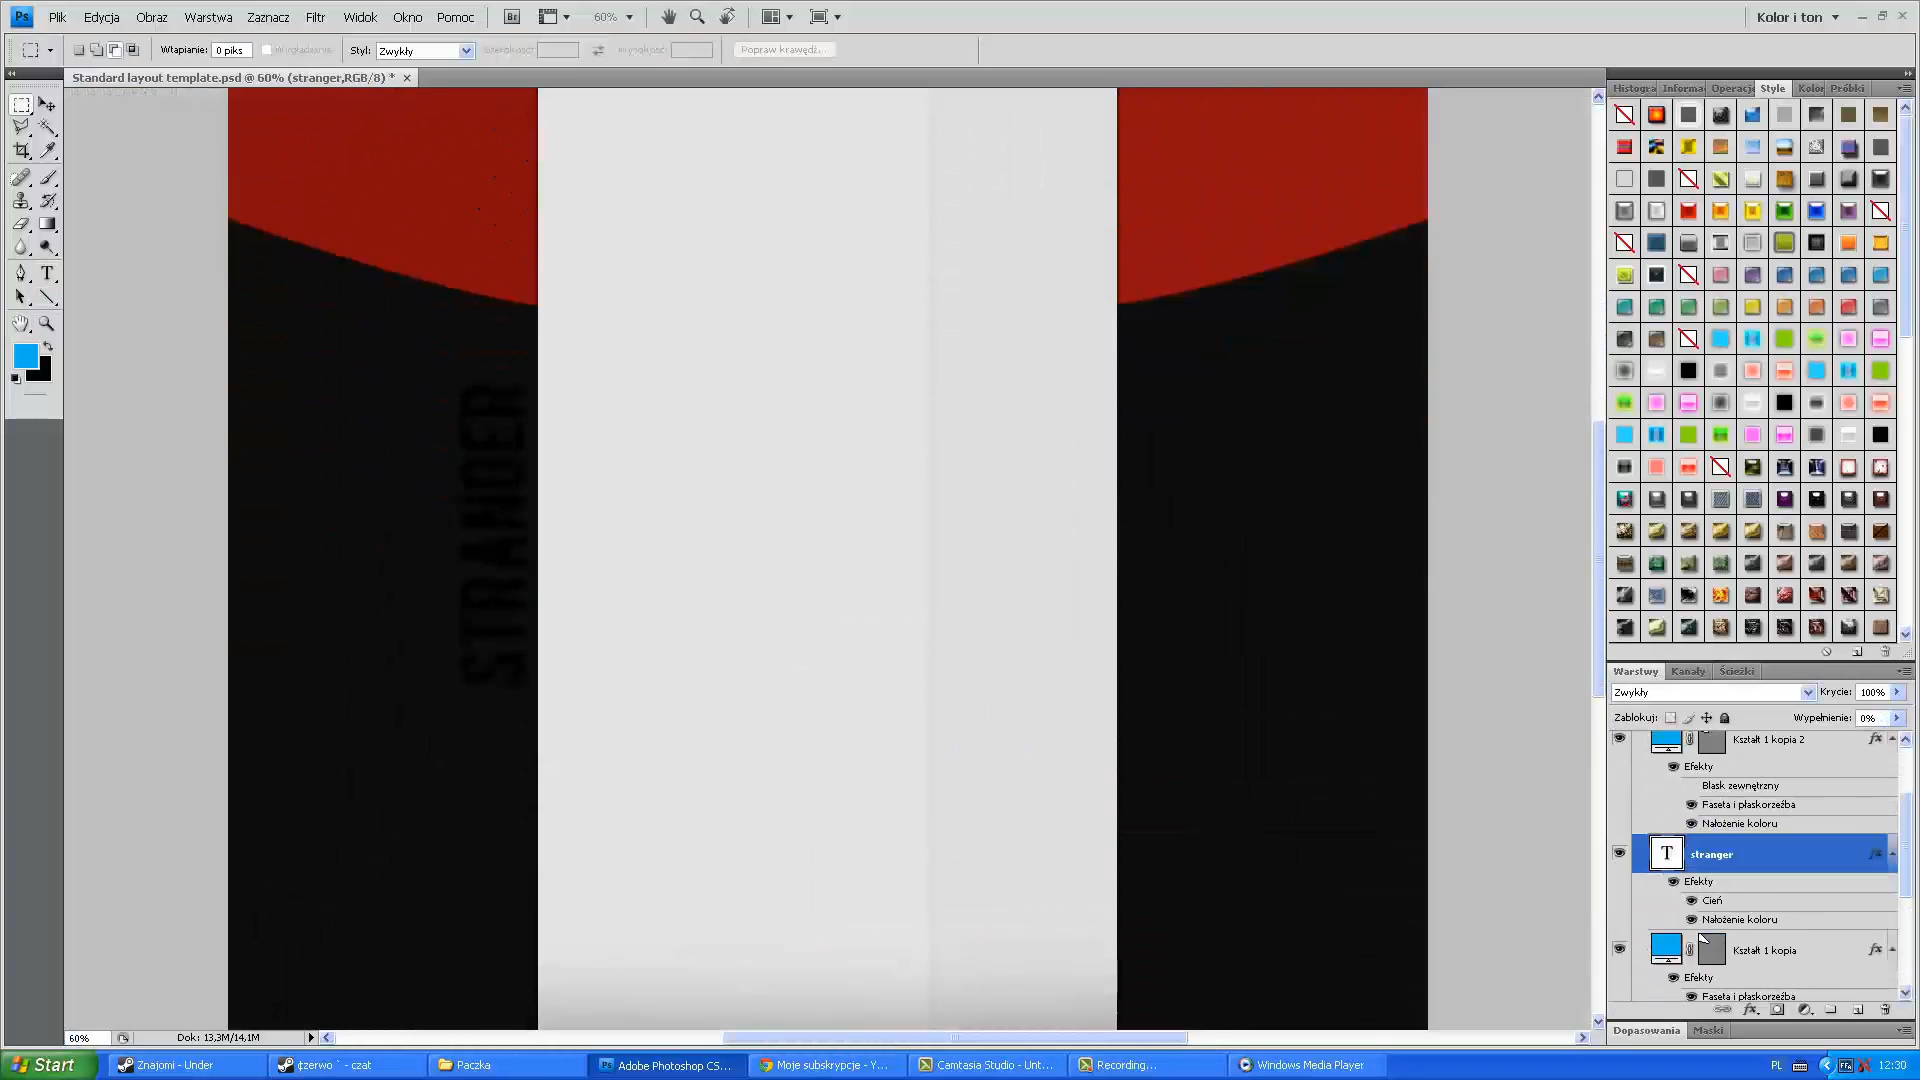 Plik Edycja Obraz Warstwa Zaznacz Filtr Widok Okno Pomoc 60% Kolor i ton
Wtapianie: 0 piks Wygładzanie Styl: Zwykły Szerokość: Wysokość: Popraw krawędź...
Standard layout template.psd @ 60% (stranger,RGB/8) *
Histogra Informa Operacj Style Kolor Próbki
STRANGER
Warstwy Kanały Ścieżki
Zwykły Krycie: 100%
Zablokuj: Wypełnienie: 0%
Kształt 1 kopia 2
Efekty
Blask zewnętrzny
Faseta i płaskorzeźba
Nałożenie koloru
stranger
Efekty
Cień
Nałożenie koloru
Kształt 1 kopia
Efekty
Faseta i płaskorzeźba
60% Dok: 13,3M/14,1M
Dopasowania Maski
Start Znajomi - Under czerwo ` - czat Paczka Adobe Photoshop CS... Moje subskrypcje - Y... Camtasia Studio - Unt... Recording... Windows Media Player PL 12:30